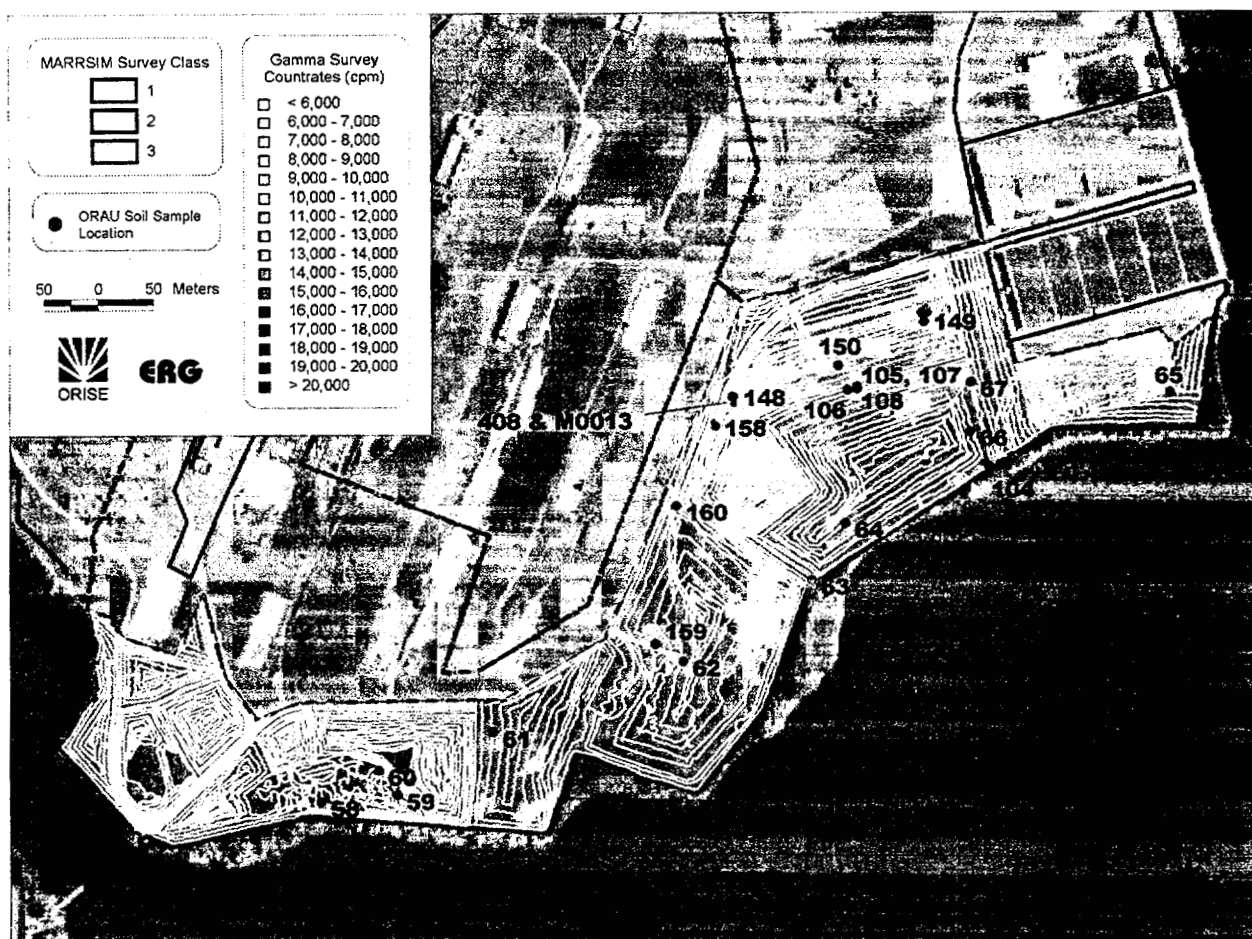 MARRSIM Survey Class
1
2
3
ORAU Soil Sample
Location
50 0 50 Meters
ORISE
ERG
Gamma Survey
Countrates (cpm)
< 6,000
6,000 - 7,000
7,000 - 8,000
8,000 - 9,000
9,000 - 10,000
10,000 - 11,000
11,000 - 12,000
12,000 - 13,000
13,000 - 14,000
14,000 - 15,000
15,000 - 16,000
16,000 - 17,000
17,000 - 18,000
18,000 - 19,000
19,000 - 20,000
> 20,000
149
150
105, 107
67
65
148
106
108
408 & M0013
158
66
104
160
64
63
159
62
61
60
59
58